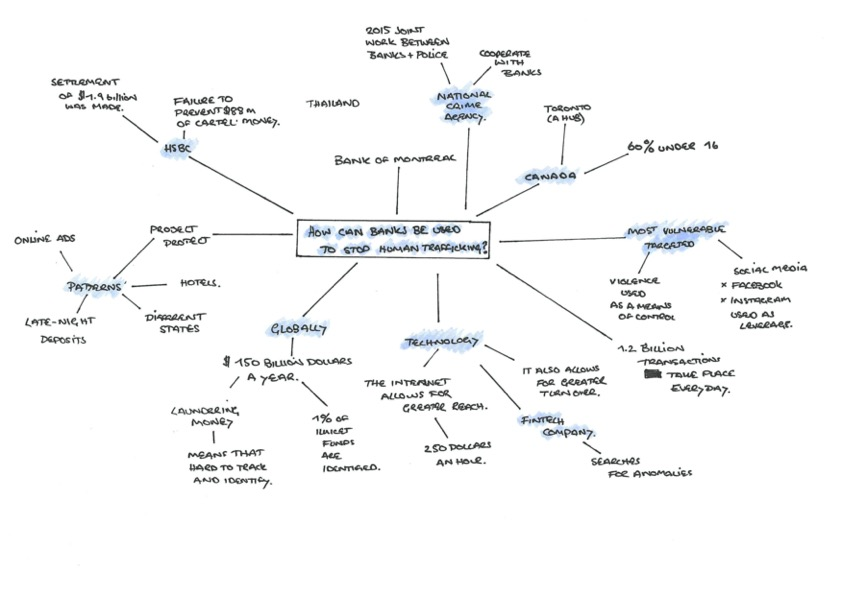 2015 JOINT
WORK BETWEEN
BANKS + POLICE
COOPERATE
WITH
BANKS
NATIONAL
CRIME
AGENCY.
SETTLEMENT
OF $1.9 billion
WAS MADE.
FAILURE TO
PREVENT $88 m
OF CARTEL MONEY.
HSBC
THAILAND
BANK OF MONTREAL
TORONTO
(A HUB)
60% UNDER 16
CANADA
HOW CAN BANKS BE USED
TO STOP HUMAN TRAFFICKING?
PROJECT
PROTECT
ONLINE ADS
PATTERNS
HOTELS.
LATE-NIGHT
DEPOSITS
DIFFERENT
STATES
MOST VULNERABLE
TARGETED
VIOLENCE
USED
AS A MEANS
OF CONTROL
SOCIAL MEDIA
× FACEBOOK
× INSTAGRAM
USED AS
LEVERAGE.
GLOBALLY
$ 150 BILLION DOLLARS
A YEAR.
LAUNDERING
MONEY
MEANS THAT
HARD TO TRACK
AND IDENTIFY.
1% OF
ILLICIT
FUNDS
ARE
IDENTIFIED.
TECHNOLOGY
THE INTERNET
ALLOWS FOR
GREATER REACH.
250 DOLLARS
AN HOUR.
IT ALSO ALLOWS
FOR GREATER
TURNOVER.
FINTECH
COMPANY.
SEARCHES
FOR ANOMALIES
1.2 BILLION
TRANSACTIONS
TAKE PLACE
EVERYDAY.